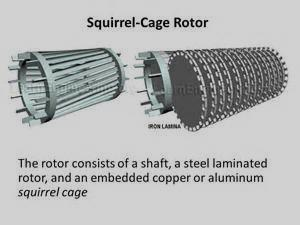 Squirrel-Cage Rotor
IRON LAMINA
The rotor consists of a shaft, a steel laminated
rotor, and an embedded copper or aluminum
squirrel cage